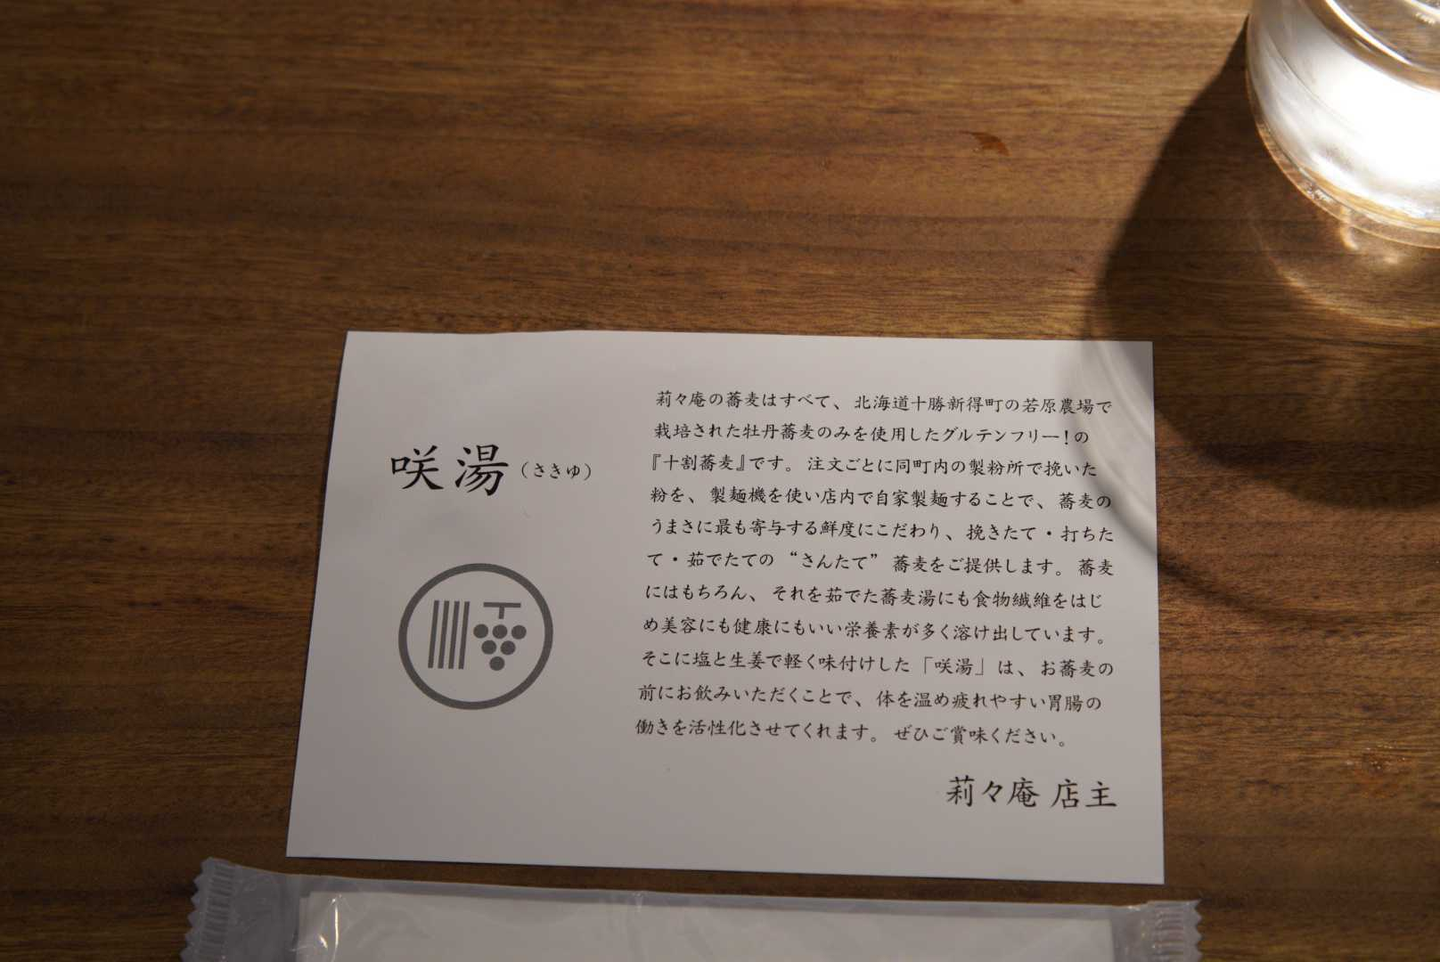 咲湯（さきゆ）
莉々庵の蕎麦はすべて、北海道十勝新得町の若原農場で
栽培された牡丹蕎麦のみを使用したグルテンフリー！の
『十割蕎麦』です。注文ごとに同町内の製粉所で挽いた
粉を、製麺機を使い店内で自家製麺することで、蕎麦の
うまさに最も寄与する鮮度にこだわり、挽きたて・打ちた
て・茹でたての“さんたて”蕎麦をご提供します。蕎麦
にはもちろん、それを茹でた蕎麦湯にも食物繊維をはじ
め美容にも健康にもいい栄養素が多く溶け出しています。
そこに塩と生姜で軽く味付けした「咲湯」は、お蕎麦の
前にお飲みいただくことで、体を温め疲れやすい胃腸の
働きを活性化させてくれます。ぜひご賞味ください。
莉々庵 店主